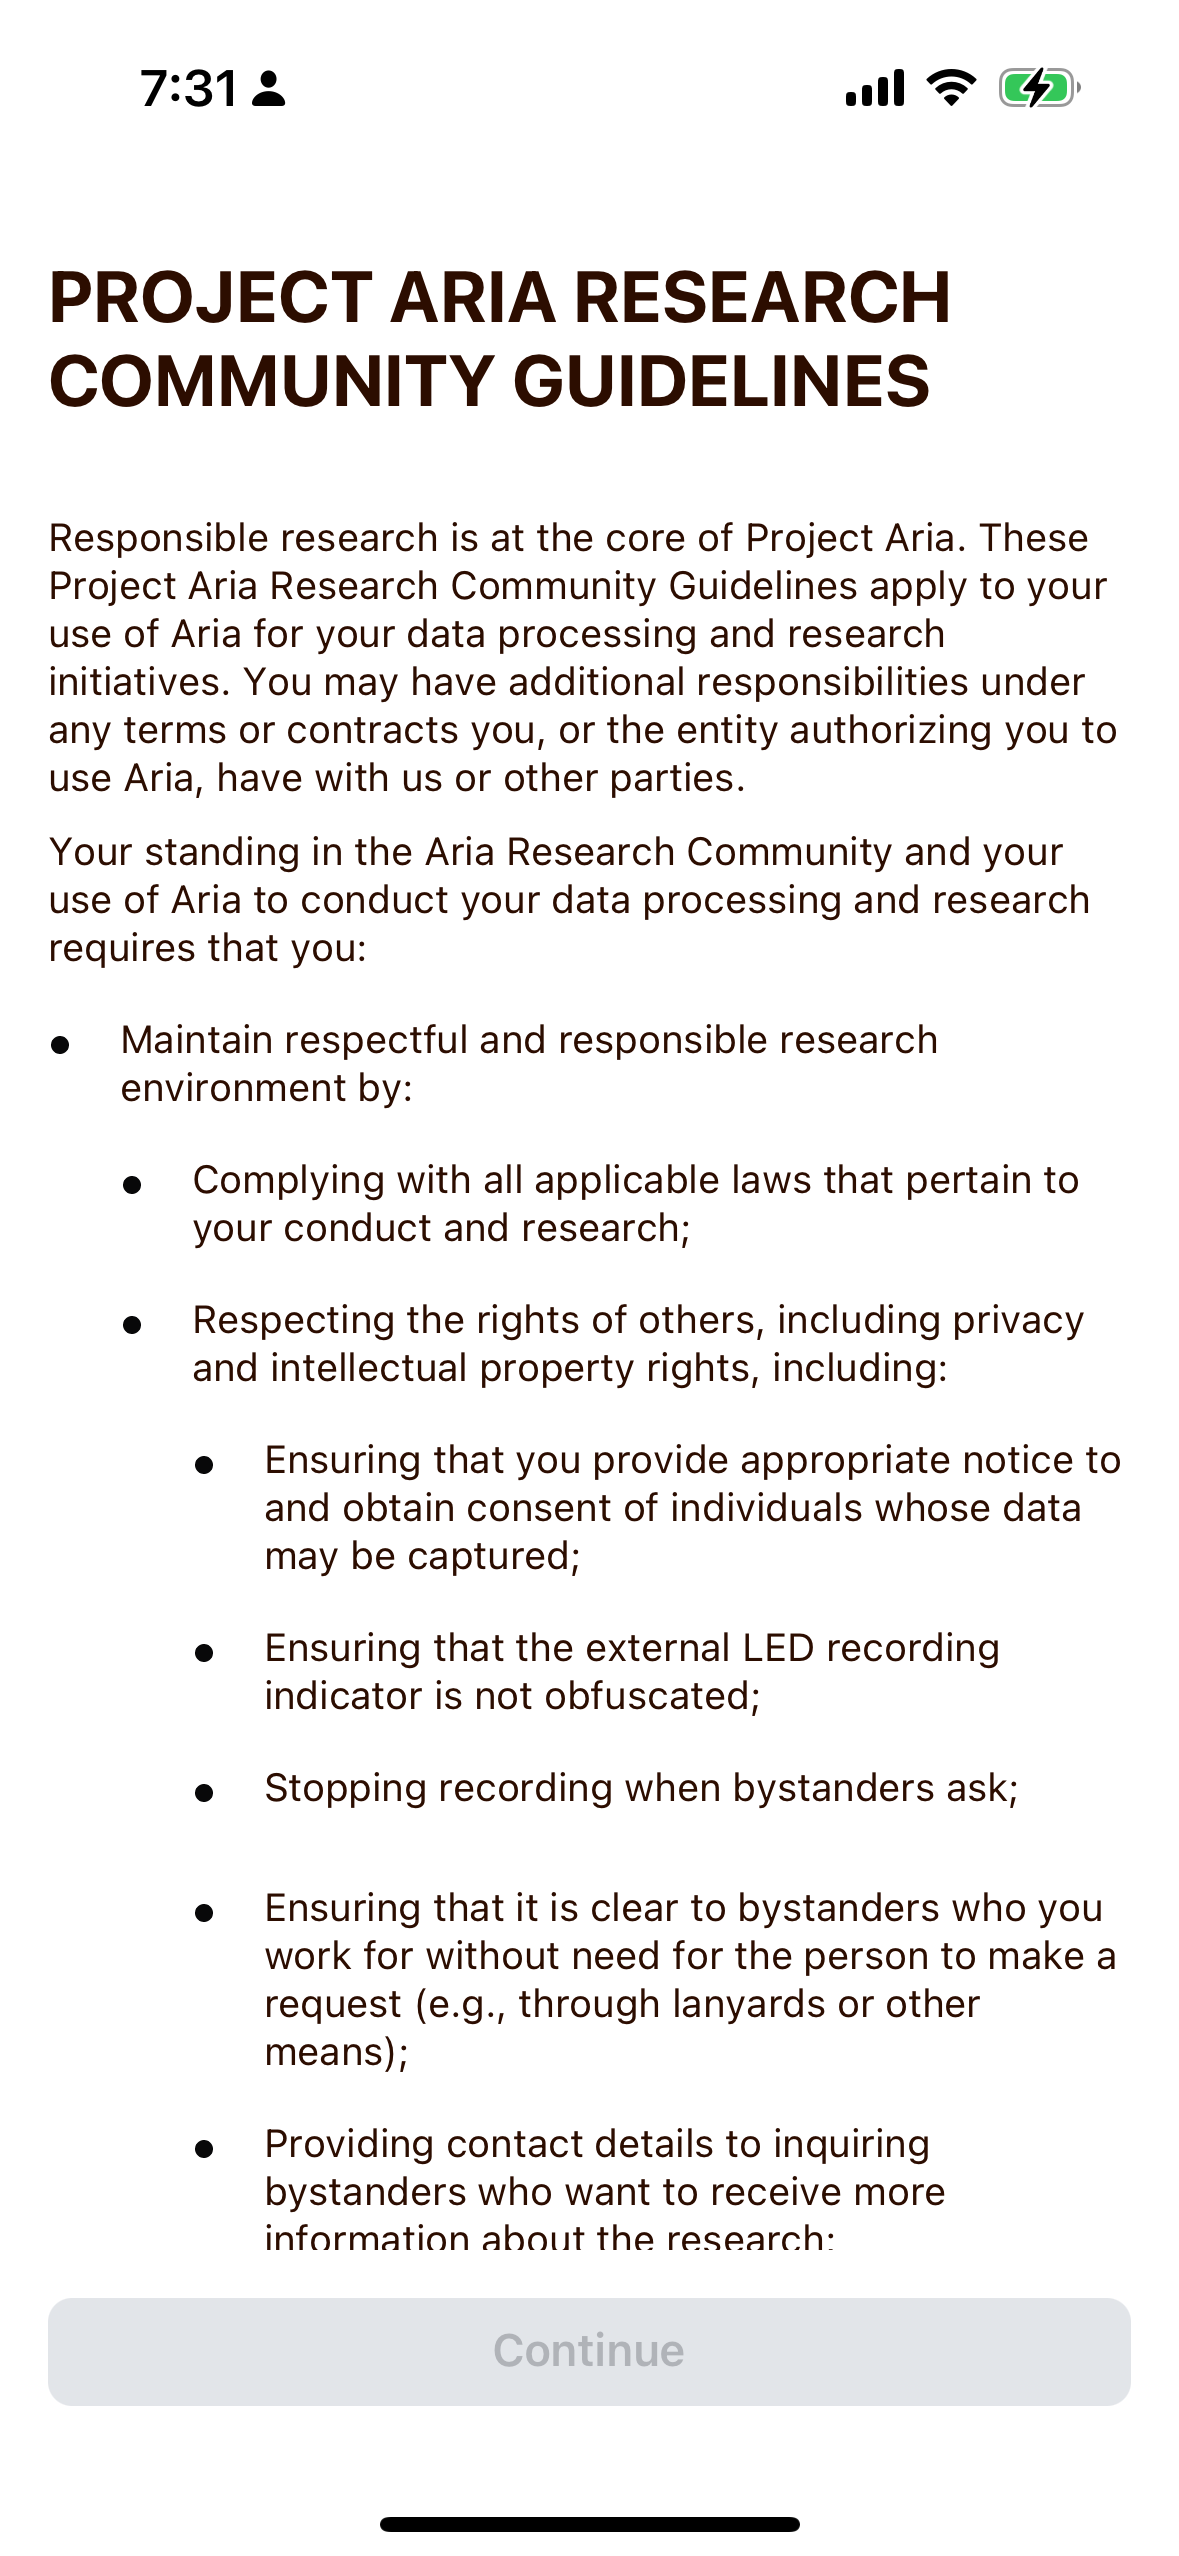 7:31
PROJECT ARIA RESEARCH
COMMUNITY GUIDELINES
Responsible research is at the core of Project Aria. These
Project Aria Research Community Guidelines apply to your
use of Aria for your data processing and research
initiatives. You may have additional responsibilities under
any terms or contracts you, or the entity authorizing you to
use Aria, have with us or other parties.
Your standing in the Aria Research Community and your
use of Aria to conduct your data processing and research
requires that you:
● Maintain respectful and responsible research
environment by:
● Complying with all applicable laws that pertain to
your conduct and research;
● Respecting the rights of others, including privacy
and intellectual property rights, including:
● Ensuring that you provide appropriate notice to
and obtain consent of individuals whose data
may be captured;
● Ensuring that the external LED recording
indicator is not obfuscated;
● Stopping recording when bystanders ask;
● Ensuring that it is clear to bystanders who you
work for without need for the person to make a
request (e.g., through lanyards or other
means);
● Providing contact details to inquiring
bystanders who want to receive more
information about the research;
Continue